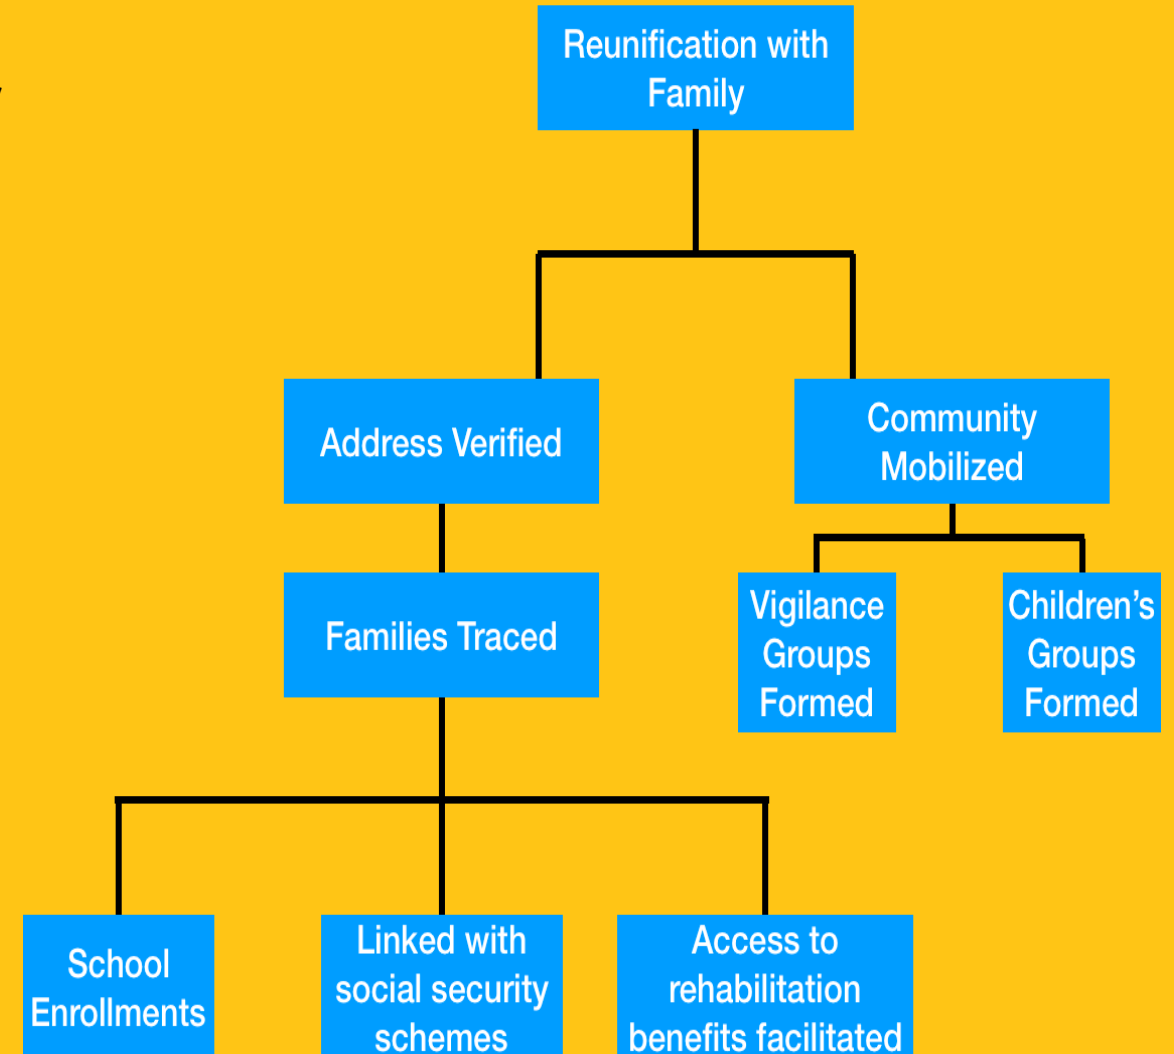 Reunification with
Family
Address Verified
Community
Mobilized
Families Traced
Vigilance
Groups
Formed
Children's
Groups
Formed
School
Enrollments
Linked with
social security
schemes
Access to
rehabilitation
benefits facilitated